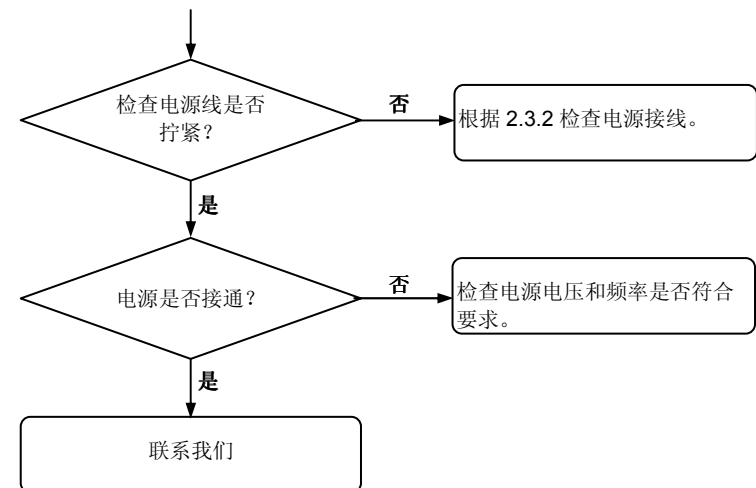 检查电源线是否
拧紧？
否
根据 2.3.2 检查电源接线。
是
电源是否接通？
否
检查电源电压和频率是否符合
要求。
是
联系我们